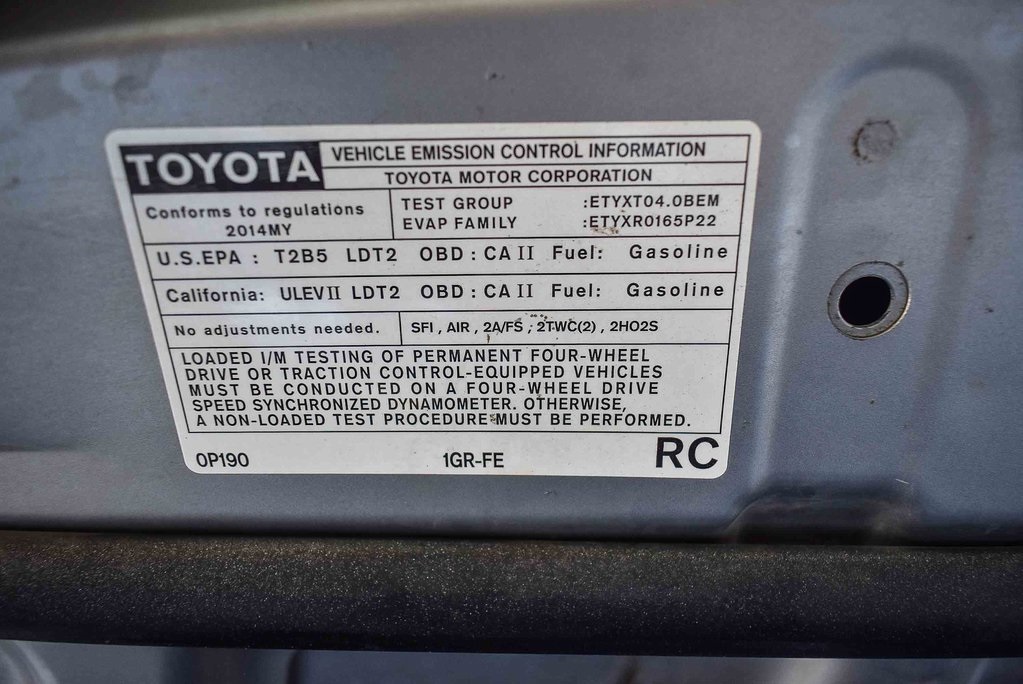 TOYOTA
VEHICLE EMISSION CONTROL INFORMATION
TOYOTA MOTOR CORPORATION
Conforms to regulations
2014MY
TEST GROUP :ETYXT04.0BEM
EVAP FAMILY :ETYXR0165P22
U.S.EPA : T2B5 LDT2 OBD : CA II Fuel: Gasoline
California: ULEV II LDT2 OBD : CA II Fuel: Gasoline
No adjustments needed.
SFI , AIR , 2A/FS , 2TWC(2) , 2HO2S
LOADED I/M TESTING OF PERMANENT FOUR-WHEEL
DRIVE OR TRACTION CONTROL-EQUIPPED VEHICLES
MUST BE CONDUCTED ON A FOUR-WHEEL DRIVE
SPEED SYNCHRONIZED DYNAMOMETER. OTHERWISE,
A NON-LOADED TEST PROCEDURE MUST BE PERFORMED.
0P190 1GR-FE RC